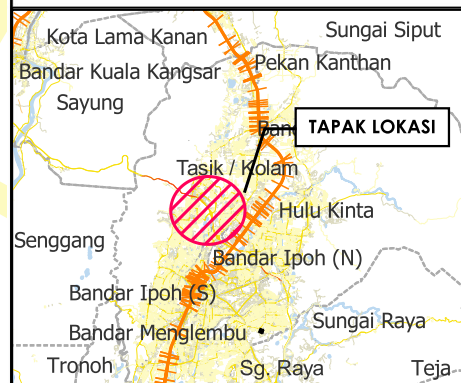 Kota Lama Kanan
Sungai Siput
Bandar Kuala Kangsar
Pekan Kanthan
Sayung
TAPAK LOKASI
Tasik / Kolam
Hulu Kinta
Senggang
Bandar Ipoh (N)
Bandar Ipoh (S)
Bandar Menglembu
Sungai Raya
Tronoh
Sg. Raya
Teja